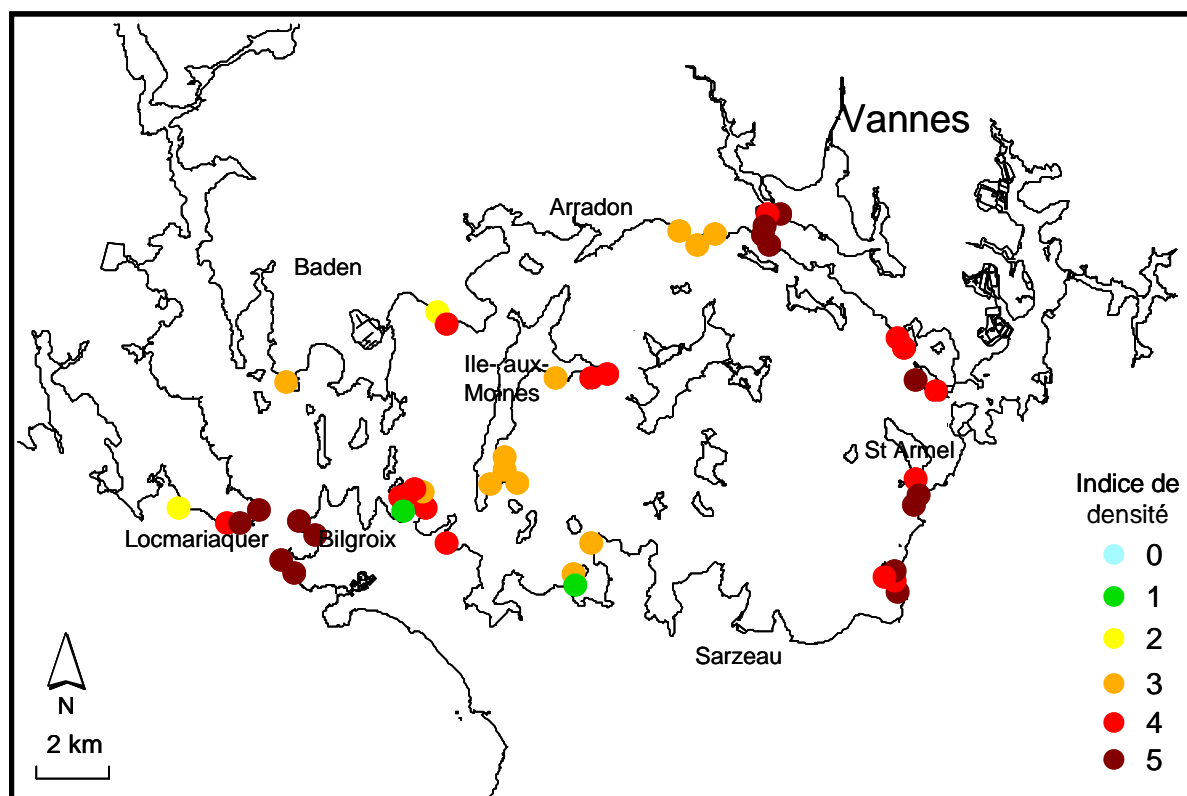 Vannes
Arradon
Baden
Ile-aux-
Moines
St Armel
Locmariaquer
Bilgroix
Sarzeau
Indice de
densité
0
1
2
3
4
5
N
2 km